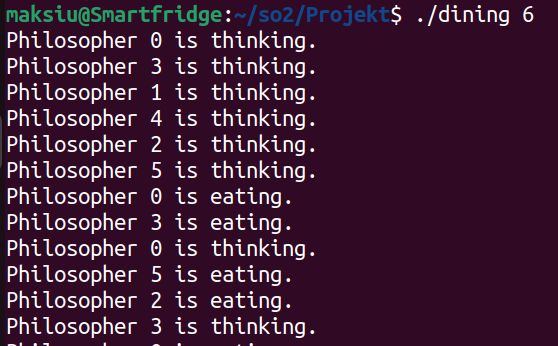 maksiu@Smartfridge:~/so2/Projekt$ ./dining 6
Philosopher 0 is thinking.
Philosopher 3 is thinking.
Philosopher 1 is thinking.
Philosopher 4 is thinking.
Philosopher 2 is thinking.
Philosopher 5 is thinking.
Philosopher 0 is eating.
Philosopher 3 is eating.
Philosopher 0 is thinking.
Philosopher 5 is eating.
Philosopher 2 is eating.
Philosopher 3 is thinking.